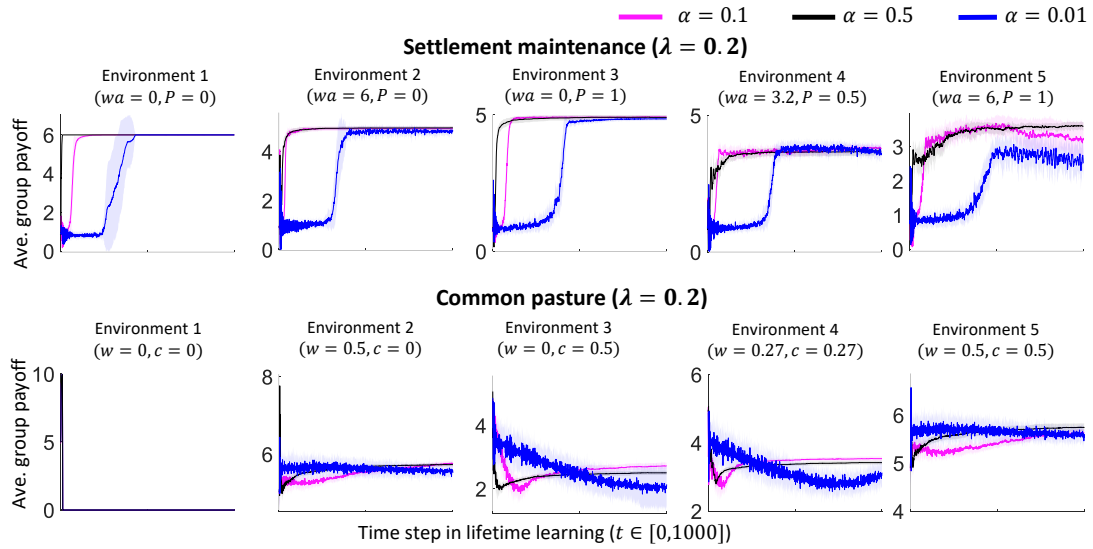 α = 0.1 α = 0.5 α = 0.01
Settlement maintenance (λ = 0.2)
Environment 1
(wa = 0, P = 0)
Environment 2
(wa = 6, P = 0)
Environment 3
(wa = 0, P = 1)
Environment 4
(wa = 3.2, P = 0.5)
Environment 5
(wa = 6, P = 1)
Ave. group payoff
6
5
4
3
2
1
0
4
2
0
5
0
5
0
3
2
1
0
Common pasture (λ = 0.2)
Environment 1
(w = 0, c = 0)
Environment 2
(w = 0.5, c = 0)
Environment 3
(w = 0, c = 0.5)
Environment 4
(w = 0.27, c = 0.27)
Environment 5
(w = 0.5, c = 0.5)
Ave. group payoff
10
5
0
8
6
4
2
6
4
2
6
5
4
Time step in lifetime learning (t ∈ [0,1000])